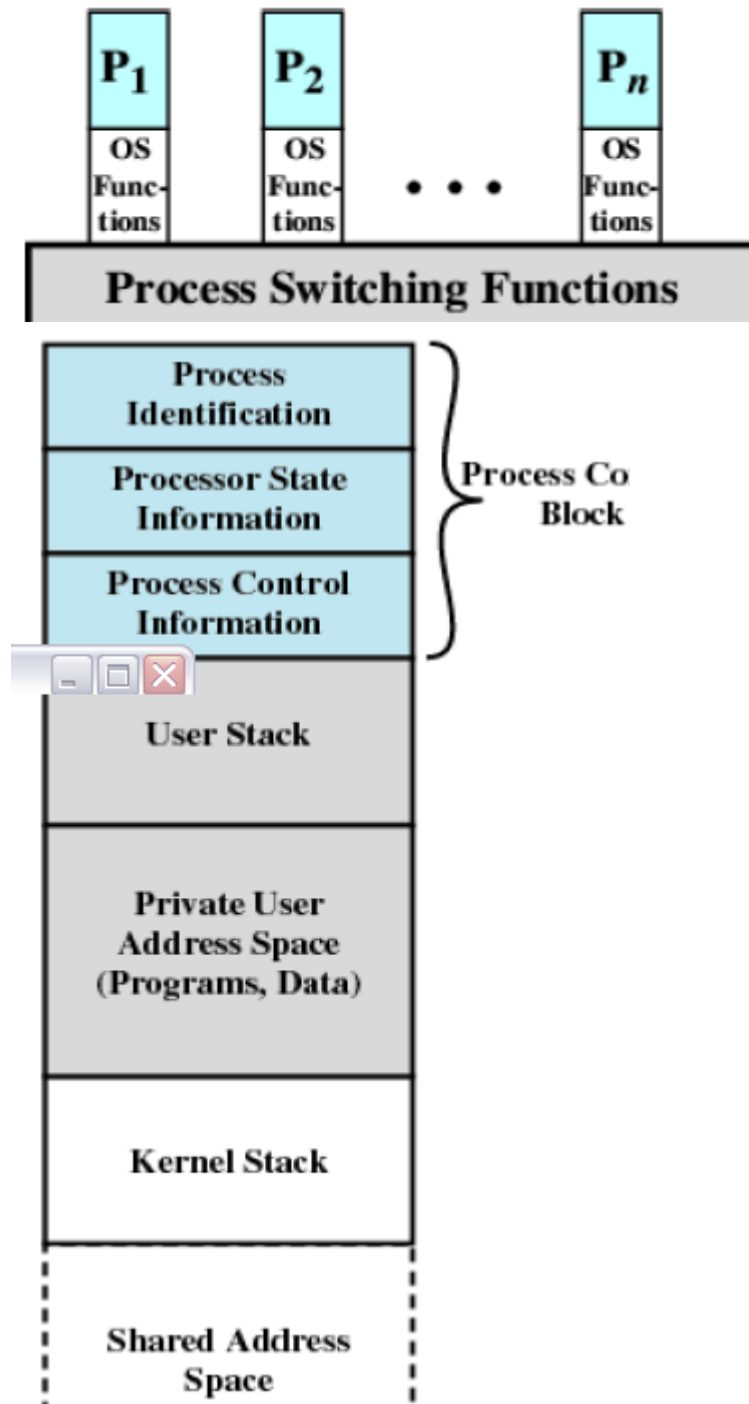 P1 P2 Pn
OS Func- tions OS Func- tions • • • OS Func- tions
Process Switching Functions
Process
Identification
Processor State
Information
Process Control
Information
Process Co
Block
User Stack
Private User
Address Space
(Programs, Data)
Kernel Stack
Shared Address
Space